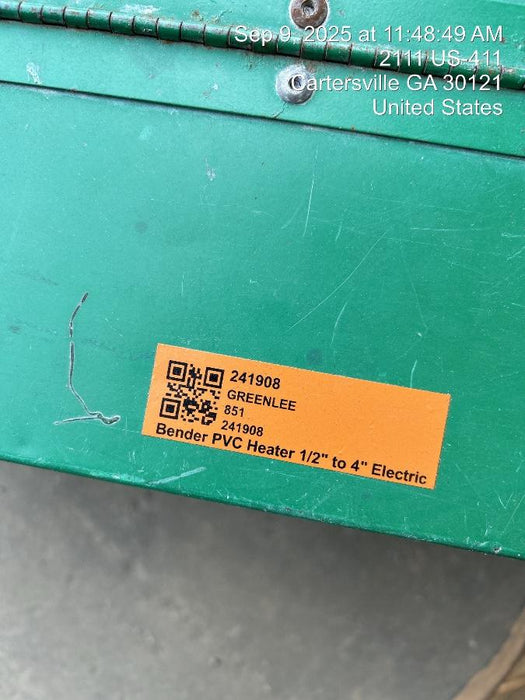 Sep 9, 2025 at 11:48:49 AM
2111 US-411
Cartersville GA 30121
United States
241908
GREENLEE
851
241908
Bender PVC Heater 1/2" to 4" Electric